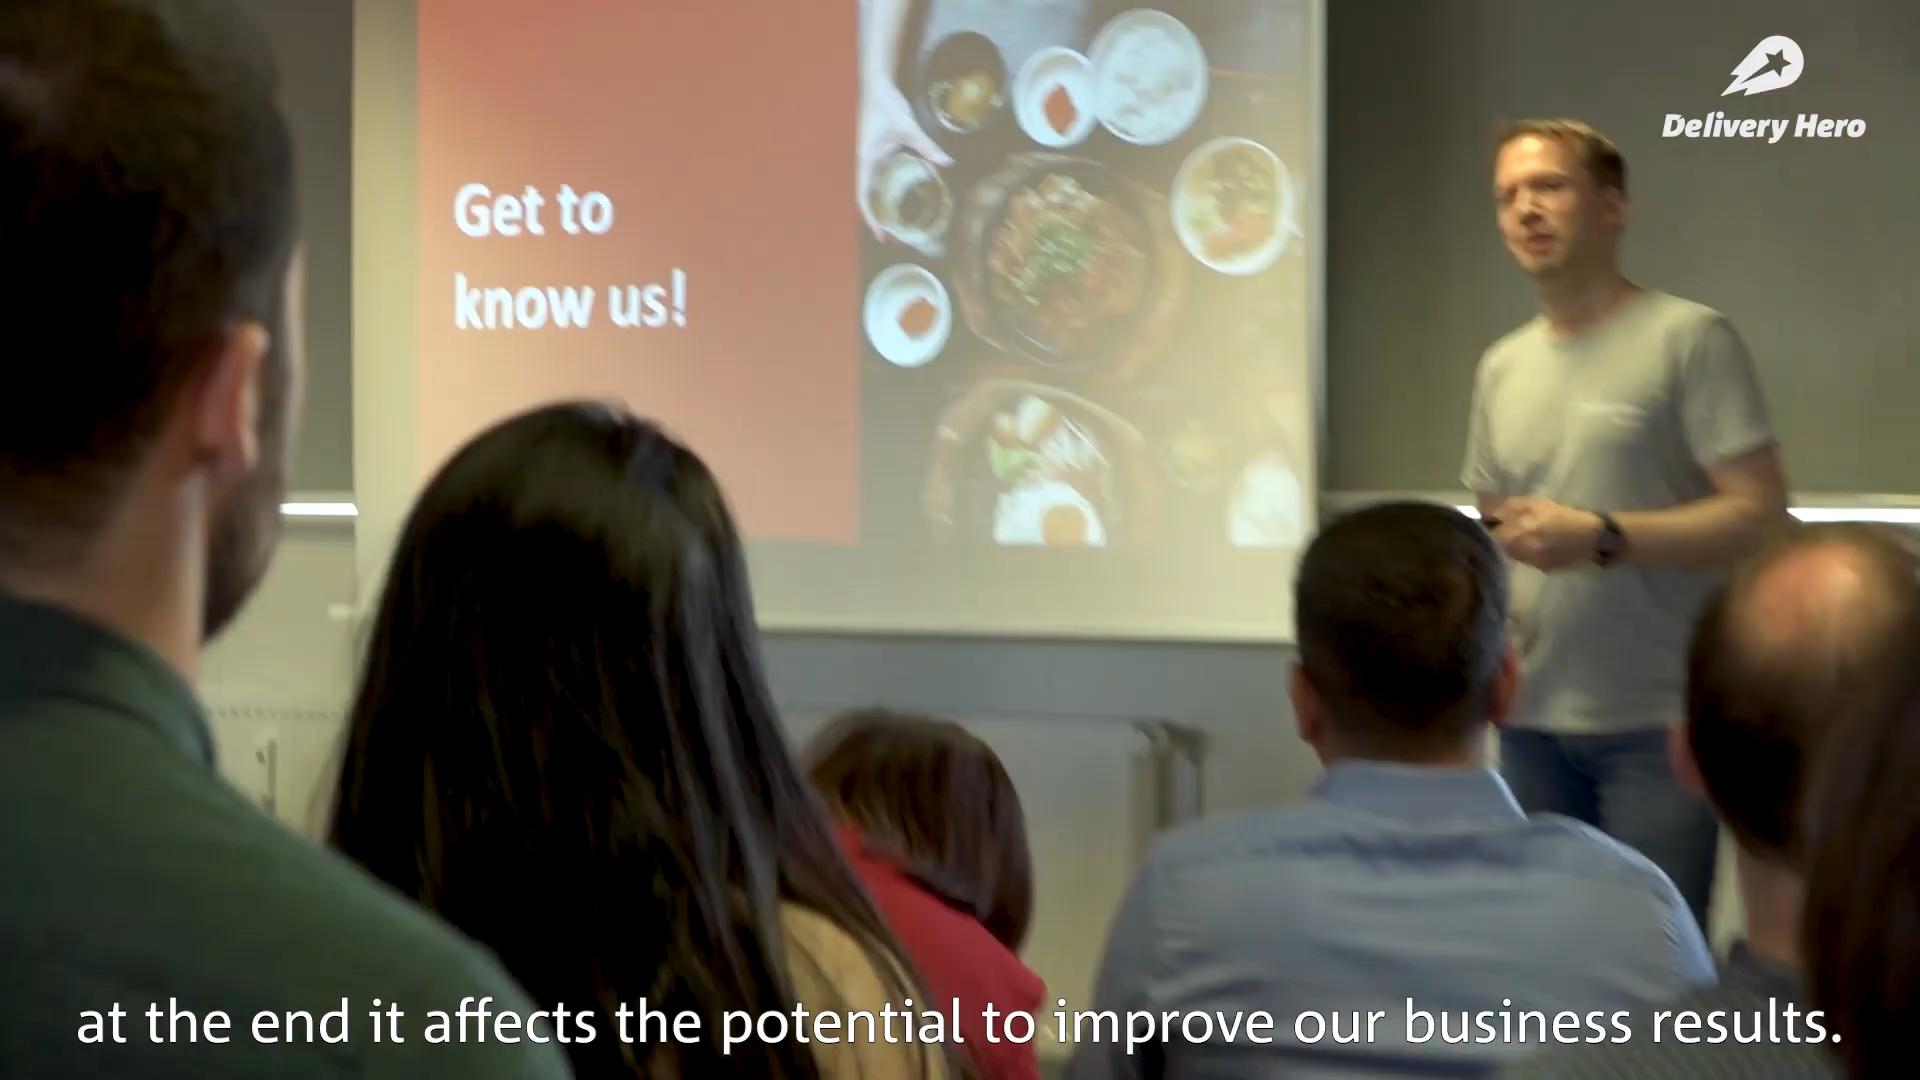 Delivery Hero
Get to
know us!
at the end it affects the potential to improve our business results.